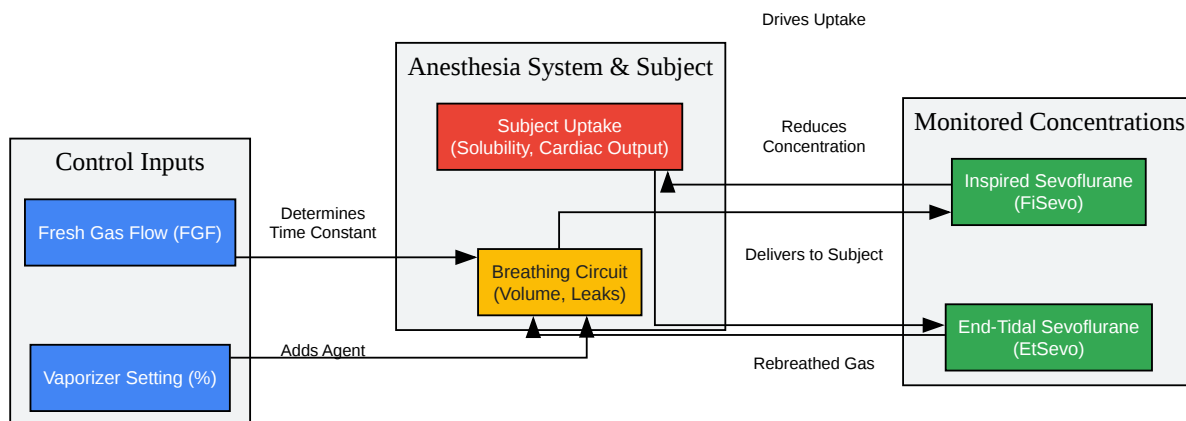 Drives Uptake
Anesthesia System & Subject
Subject Uptake
(Solubility, Cardiac Output)
Reduces
Concentration
Monitored Concentrations
Control Inputs
Inspired Sevoflurane
(FiSevo)
Fresh Gas Flow (FGF)
Determines
Time Constant
Breathing Circuit
(Volume, Leaks)
Delivers to Subject
End-Tidal Sevoflurane
(EtSevo)
Vaporizer Setting (%)
Adds Agent
Rebreathed Gas